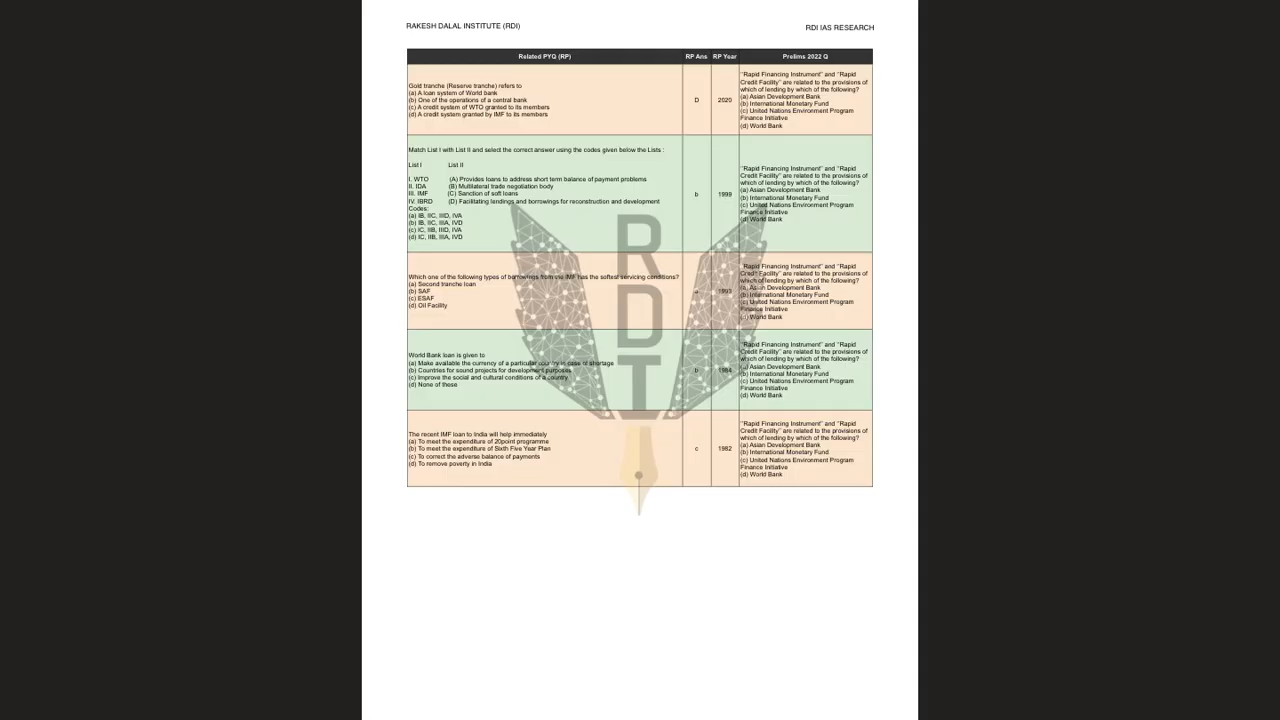 RAKESH DALAL INSTITUTE (RDI)
RDI IAS RESEARCH
Related PYQ (RP)
RP Ans
RP Year
Prelims 2022 Q
Gold tranche (Reserve tranche) refers to
(a) A loan system of World bank
(b) One of the operations of a central bank
(c) A credit system of WTO granted to its members
(d) A credit system granted by IMF to its members
D
2020
"Rapid Financing Instrument" and "Rapid
Credit Facility" are related to the provisions of
which of lending by which of the following?
(a) Asian Development Bank
(b) International Monetary Fund
(c) United Nations Environment Program
Finance Initiative
(d) World Bank
Match List I with List II and select the correct answer using the codes given below the Lists :
List I List II
I. WTO (A) Provides loans to address short term balance of payment problems
II. IDA (B) Multilateral trade negotiation body
III. IMF (C) Sanction of soft loans
IV. IBRD (D) Facilitating lendings and borrowings for reconstruction and development
Codes:
(a) IB, IIC, IIID, IVA
(b) IB, IIC, IIIA, IVD
(c) IC, IIB, IIID, IVA
(d) IC, IIB, IIIA, IVD
b
1999
"Rapid Financing Instrument" and "Rapid
Credit Facility" are related to the provisions of
which of lending by which of the following?
(a) Asian Development Bank
(b) International Monetary Fund
(c) United Nations Environment Program
Finance Initiative
(d) World Bank
Which one of the following types of borrowings from the IMF has the softest servicing conditions?
(a) Second tranche loan
(b) SAF
(c) ESAF
(d) Oil Facility
a
1993
"Rapid Financing Instrument" and "Rapid
Credit Facility" are related to the provisions of
which of lending by which of the following?
(a) Asian Development Bank
(b) International Monetary Fund
(c) United Nations Environment Program
Finance Initiative
(d) World Bank
World Bank loan is given to
(a) Make available the currency of a particular country in case of shortage
(b) Countries for sound projects for development purposes
(c) Improve the social and cultural conditions of a country
(d) None of these
b
1984
"Rapid Financing Instrument" and "Rapid
Credit Facility" are related to the provisions of
which of lending by which of the following?
(a) Asian Development Bank
(b) International Monetary Fund
(c) United Nations Environment Program
Finance Initiative
(d) World Bank
The recent IMF loan to India will help immediately
(a) To meet the expenditure of 20point programme
(b) To meet the expenditure of Sixth Five Year Plan
(c) To correct the adverse balance of payments
(d) To remove poverty in India
c
1982
"Rapid Financing Instrument" and "Rapid
Credit Facility" are related to the provisions of
which of lending by which of the following?
(a) Asian Development Bank
(b) International Monetary Fund
(c) United Nations Environment Program
Finance Initiative
(d) World Bank
R
D
I